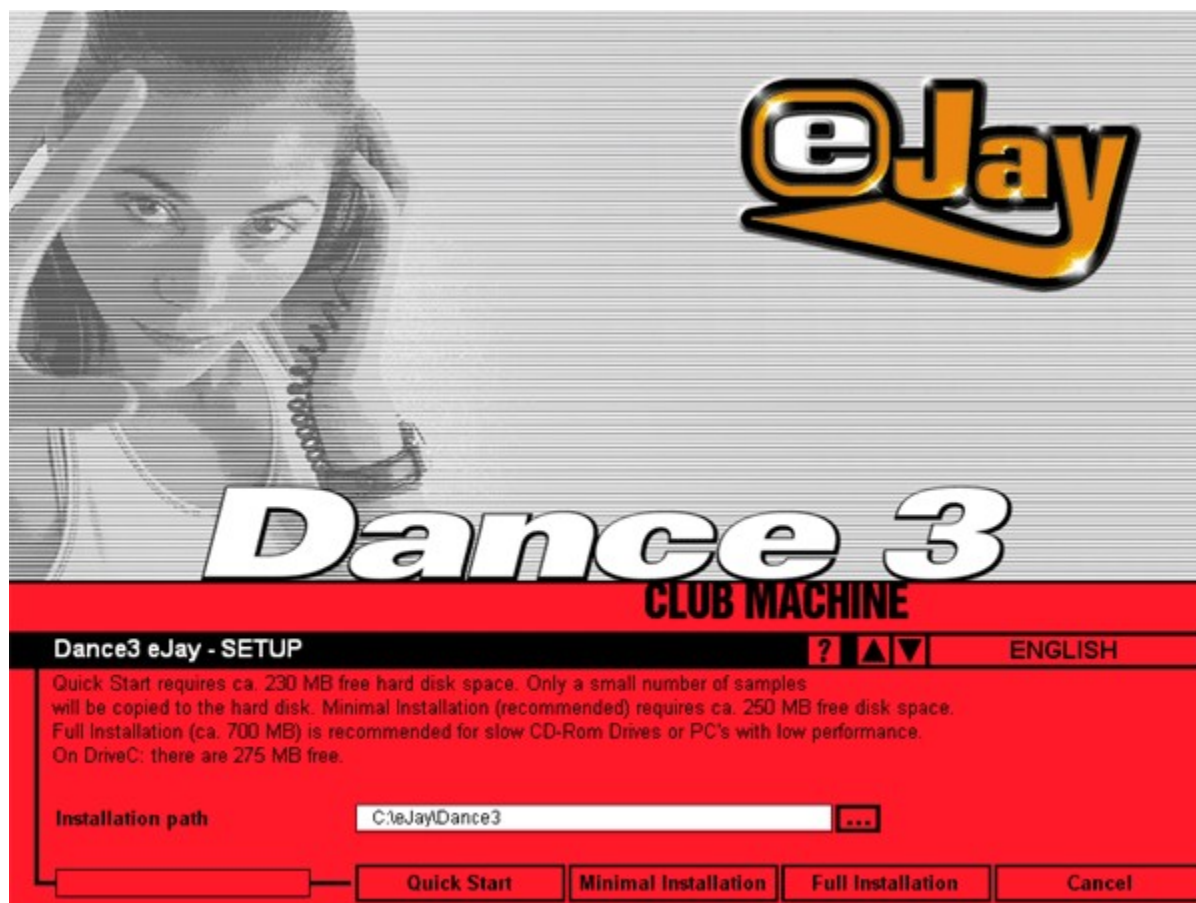 eJay
Dance 3
CLUB MACHINE
Dance3 eJay - SETUP ? ENGLISH
Quick Start requires ca. 230 MB free hard disk space. Only a small number of samples
will be copied to the hard disk. Minimal Installation (recommended) requires ca. 250 MB free disk space.
Full Installation (ca. 700 MB) is recommended for slow CD-Rom Drives or PC's with low performance.
On DriveC: there are 275 MB free.
Installation path C:\eJay\Dance3 ...
Quick Start Minimal Installation Full Installation Cancel